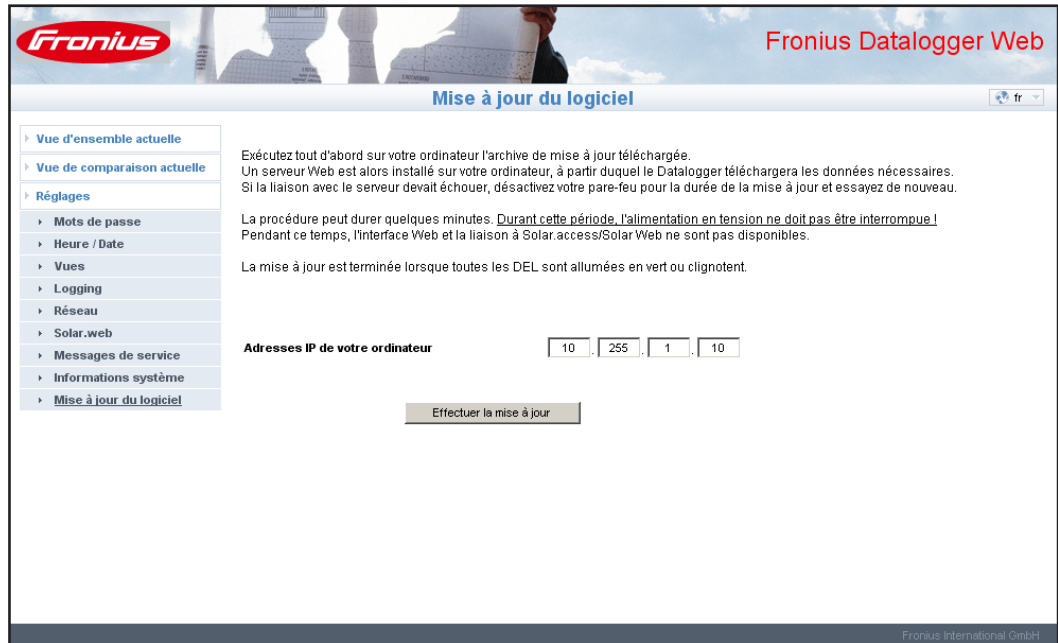 Fronius
Fronius Datalogger Web
Mise à jour du logiciel
fr
Vue d'ensemble actuelle
Vue de comparaison actuelle
Réglages
Mots de passe
Heure / Date
Vues
Logging
Réseau
Solar.web
Messages de service
Informations système
Mise à jour du logiciel
Exécutez tout d'abord sur votre ordinateur l'archive de mise à jour téléchargée.
Un serveur Web est alors installé sur votre ordinateur, à partir duquel le Datalogger téléchargera les données nécessaires.
Si la liaison avec le serveur devait échouer, désactivez votre pare-feu pour la durée de la mise à jour et essayez de nouveau.
La procédure peut durer quelques minutes. Durant cette période, l'alimentation en tension ne doit pas être interrompue !
Pendant ce temps, l'interface Web et la liaison à Solar.access/Solar Web ne sont pas disponibles.
La mise à jour est terminée lorsque toutes les DEL sont allumées en vert ou clignotent.
Adresses IP de votre ordinateur 10 . 255 . 1 . 10
Effectuer la mise à jour
Fronius International GmbH